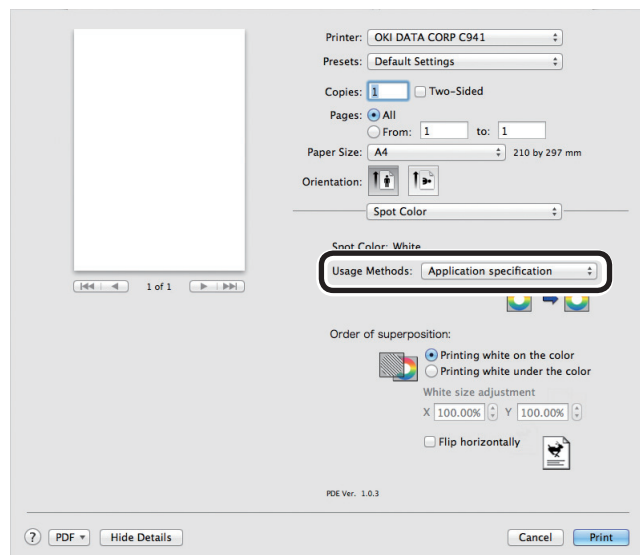 Printer: OKI DATA CORP C941
Presets: Default Settings
Copies: 1 Two-Sided
Pages: All
From: 1 to: 1
Paper Size: A4 210 by 297 mm
Orientation:
Spot Color
Spot Color: White
Usage Methods: Application specification
1 of 1
Order of superposition:
Printing white on the color
Printing white under the color
White size adjustment
X 100.00% Y 100.00%
Flip horizontally
PDE Ver. 1.0.3
? PDF Hide Details Cancel Print